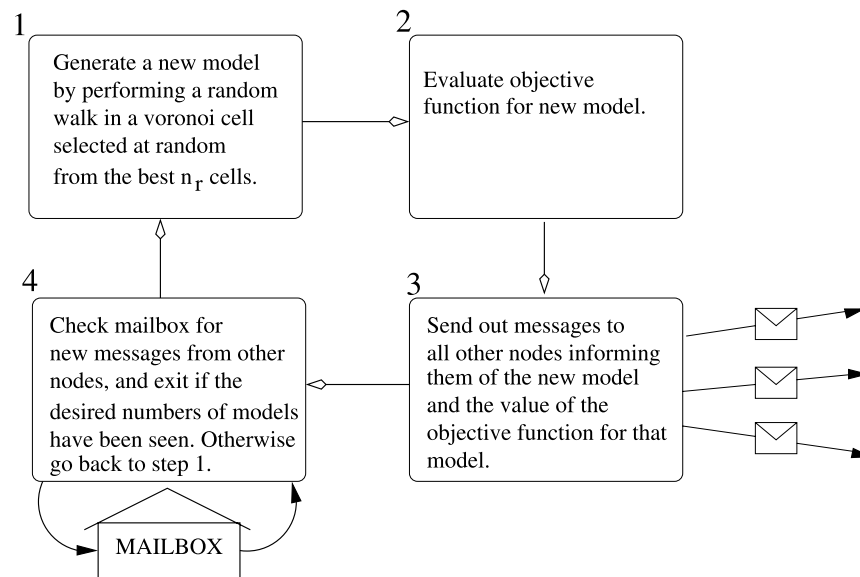 1
Generate a new model
by performing a random
walk in a voronoi cell
selected at random
from the best n_r cells.
2
Evaluate objective
function for new model.
3
Send out messages to
all other nodes informing
them of the new model
and the value of the
objective function for that
model.
4
Check mailbox for
new messages from other
nodes, and exit if the
desired numbers of models
have been seen. Otherwise
go back to step 1.
MAILBOX